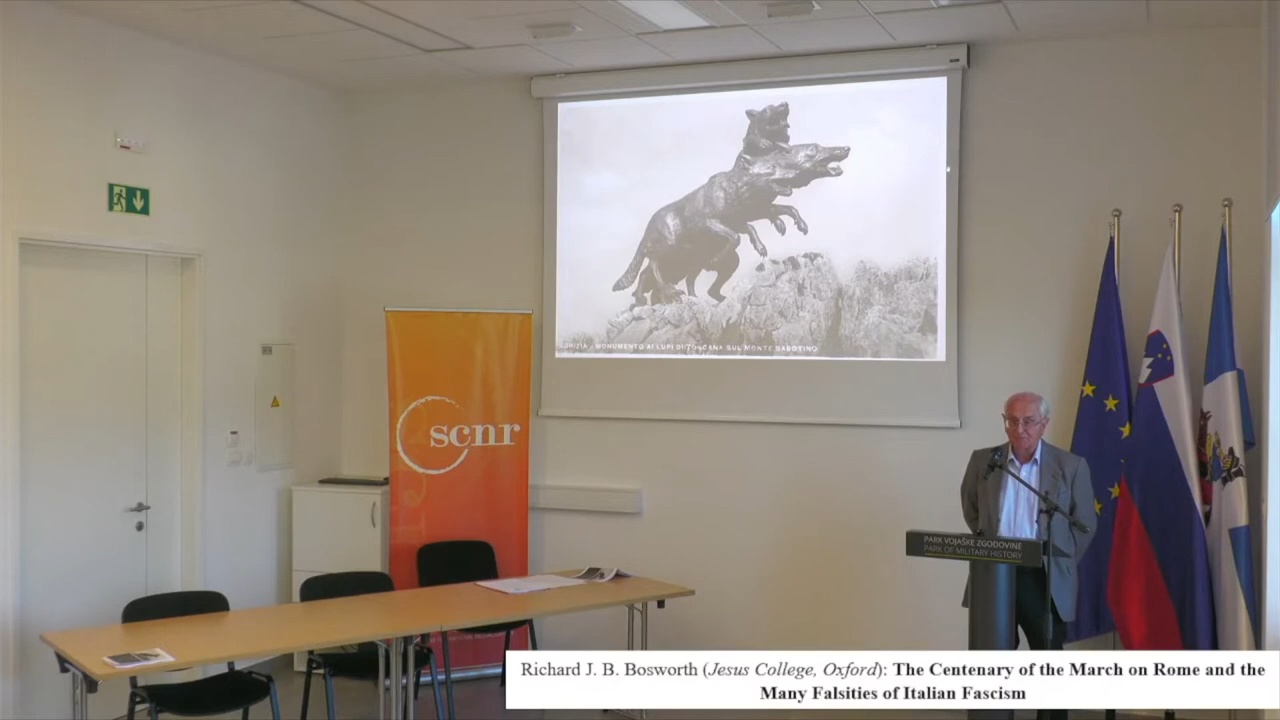 MONUMENTO AI LUPI DI TOSCANA SUL MONTE SABOTINO
scnr
PARK VOJAŠKE ZGODOVINE
PARK OF MILITARY HISTORY
Richard J. B. Bosworth (Jesus College, Oxford): The Centenary of the March on Rome and the
Many Falsities of Italian Fascism